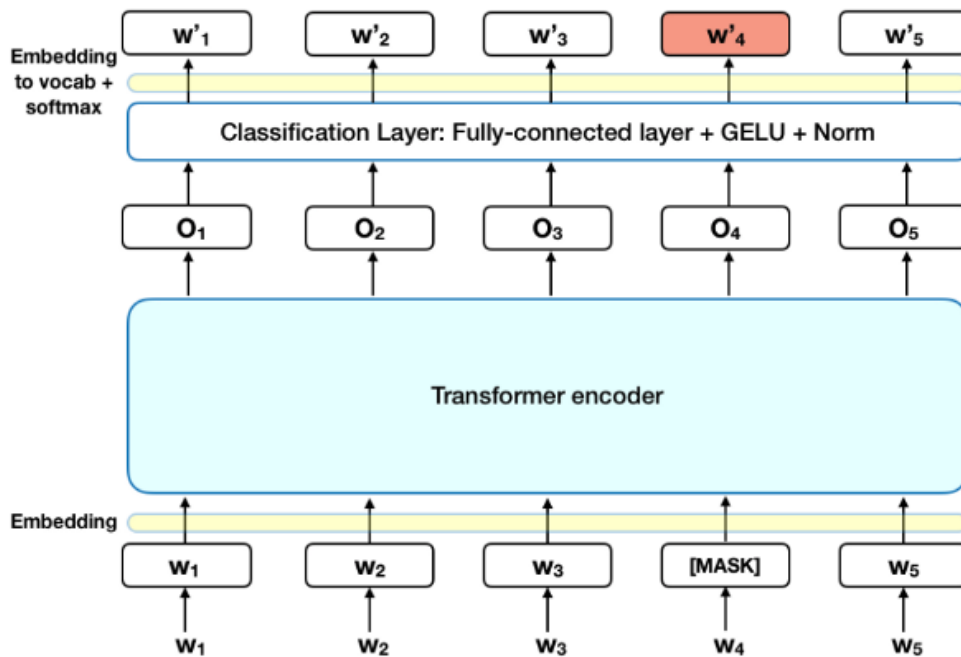 w'₁ w'₂ w'₃ w'₄ w'₅
Embedding
to vocab +
softmax
Classification Layer: Fully-connected layer + GELU + Norm
O₁ O₂ O₃ O₄ O₅
Transformer encoder
Embedding
w₁ w₂ w₃ [MASK] w₅
w₁ w₂ w₃ w₄ w₅